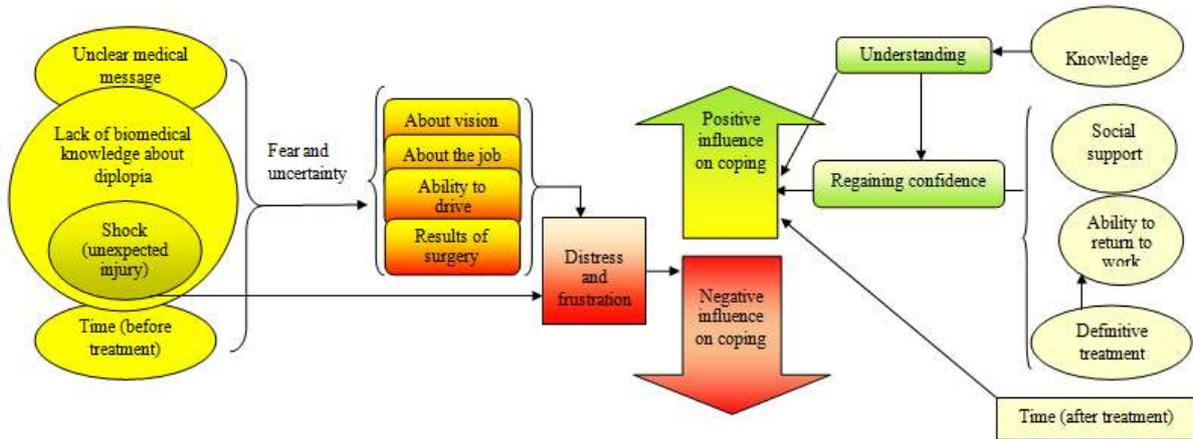 Unclear medical
message
Lack of biomedical
knowledge about
diplopia
Shock
(unexpected
injury)
Time (before
treatment)
Fear and
uncertainty
About vision
About the job
Ability to
drive
Results of
surgery
Distress
and
frustration
Positive
influence
on coping
Negative
influence
on coping
Understanding
Knowledge
Regaining confidence
Social
support
Ability to
return to
work
Definitive
treatment
Time (after treatment)